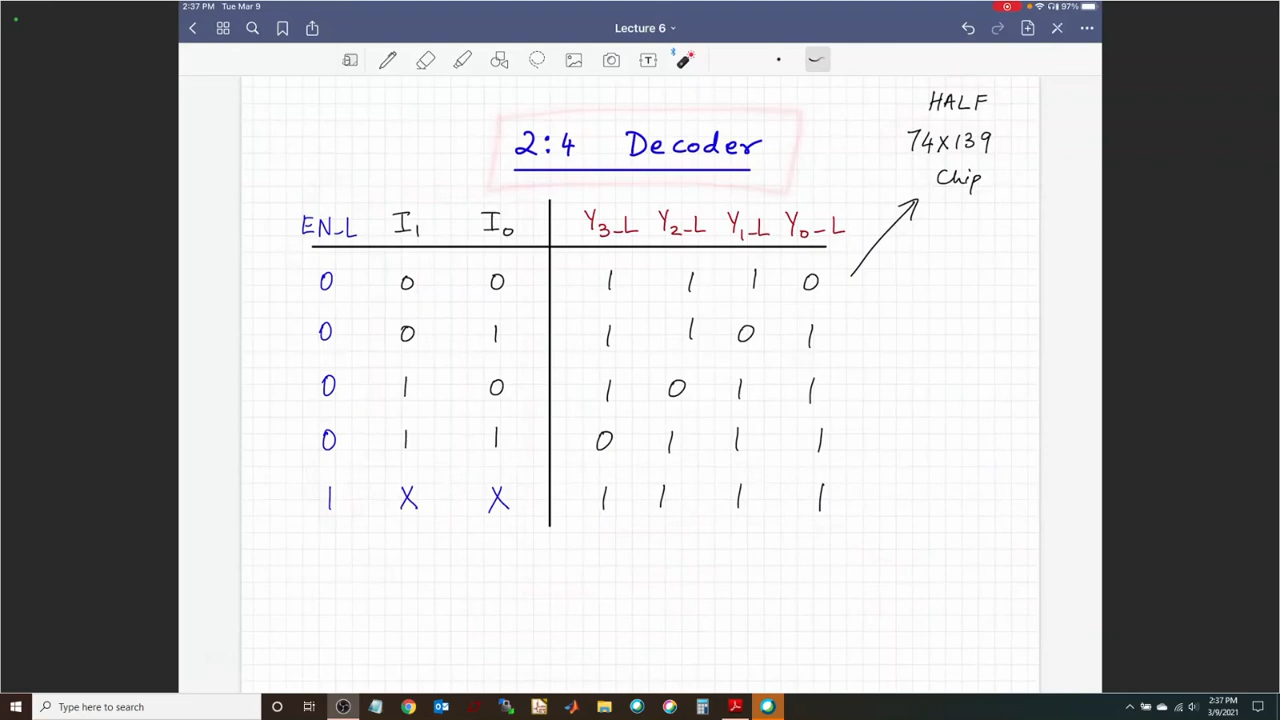 2:37 PM Tue Mar 9
97%
Lecture 6
T
HALF
74X139
Chip
2:4 Decoder
EN_L I1 I0 Y3_L Y2_L Y1_L Y0_L
0 0 0 1 1 1 0
0 0 1 1 1 0 1
0 1 0 1 0 1 1
0 1 1 0 1 1 1
1 X X 1 1 1 1
Type here to search
2:37 PM
3/9/2021